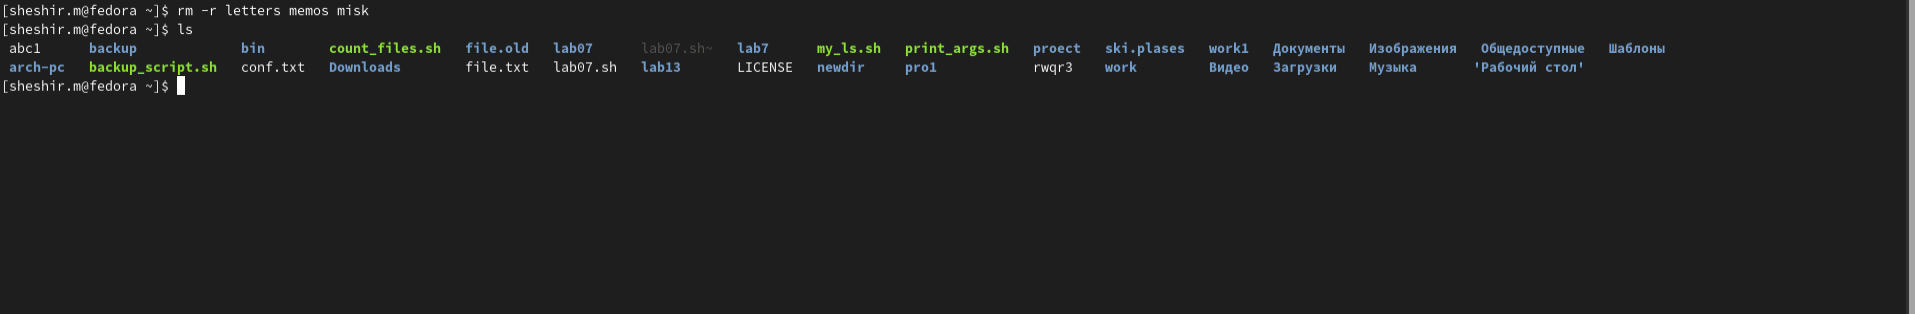 [sheshir.m@fedora ~]$ rm -r letters memos misk
[sheshir.m@fedora ~]$ ls
abc1 backup bin count_files.sh file.old lab07 lab07.sh~ lab7 my_ls.sh print_args.sh proect ski.plases work1 Документы Изображения Общедоступные Шаблоны
arch-pc backup_script.sh conf.txt Downloads file.txt lab07.sh lab13 LICENSE newdir pro1 rwqr3 work Видео Загрузки Музыка 'Рабочий стол'
[sheshir.m@fedora ~]$